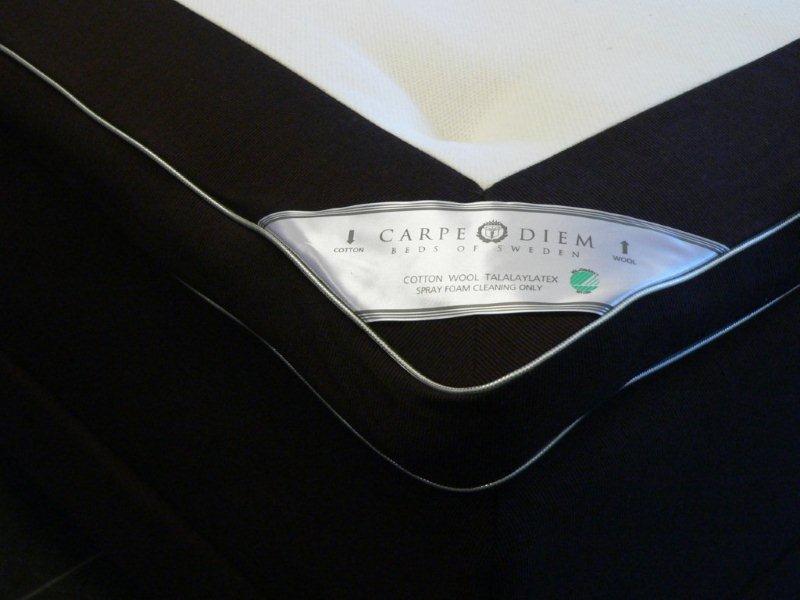 CARPE DIEM
BEDS OF SWEDEN
COTTON
WOOL
COTTON WOOL TALALAYLATEX
SPRAY FOAM CLEANING ONLY